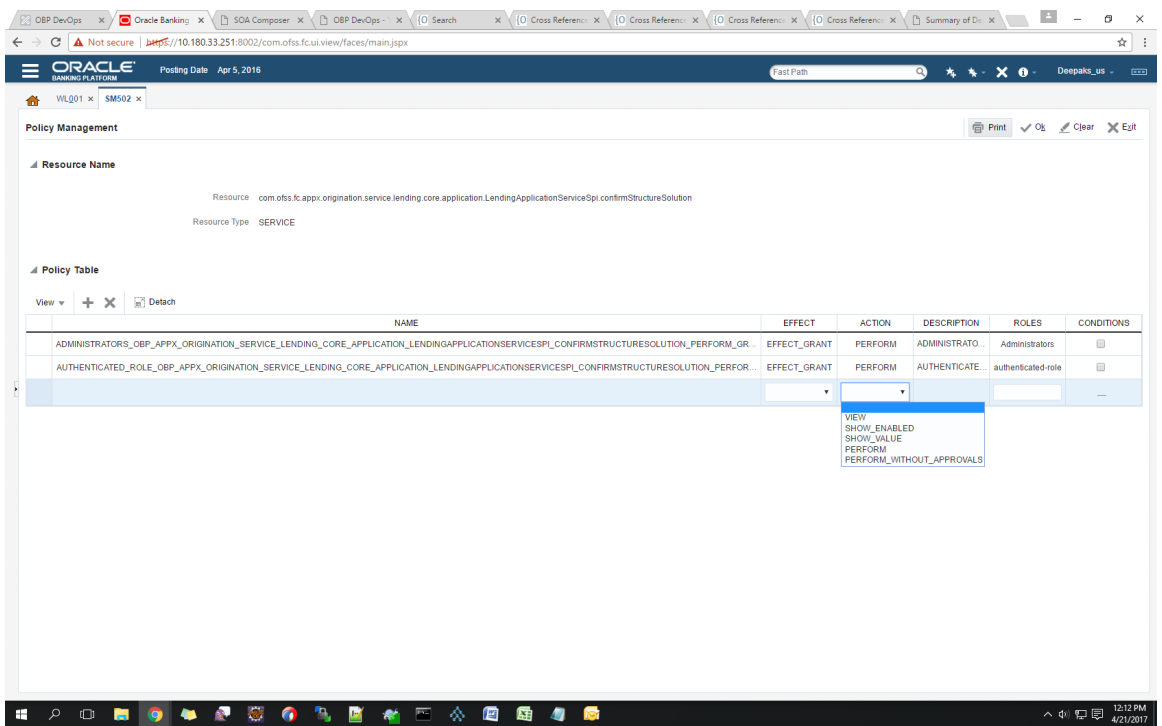 OBP DevOps
Oracle Banking
SOA Composer
OBP DevOps -
Search
Cross Reference
Cross Reference
Cross Reference
Cross Reference
Summary of De
Not secure | https://10.180.33.251:8002/com.ofss.fc.ui.view/faces/main.jspx
ORACLE
BANKING PLATFORM
Posting Date Apr 5, 2016
Fast Path
Deepaks_us
WL001 SM502
Policy Management
Print Ok Clear Exit
Resource Name
Resource com.ofss.fc.appx.origination.service.lending.core.application.LendingApplicationServiceSpi.confirmStructureSolution
Resource Type SERVICE
Policy Table
View Detach
NAME EFFECT ACTION DESCRIPTION ROLES CONDITIONS
ADMINISTRATORS_OBP_APPX_ORIGINATION_SERVICE_LENDING_CORE_APPLICATION_LENDINGAPPLICATIONSERVICESPI_CONFIRMSTRUCTURESOLUTION_PERFORM_GR... EFFECT_GRANT PERFORM ADMINISTRATO... Administrators
AUTHENTICATED_ROLE_OBP_APPX_ORIGINATION_SERVICE_LENDING_CORE_APPLICATION_LENDINGAPPLICATIONSERVICESPI_CONFIRMSTRUCTURESOLUTION_PERFOR... EFFECT_GRANT PERFORM AUTHENTICATE... authenticated-role
VIEW
SHOW_ENABLED
SHOW_VALUE
PERFORM
PERFORM_WITHOUT_APPROVALS
12:12 PM
4/21/2017